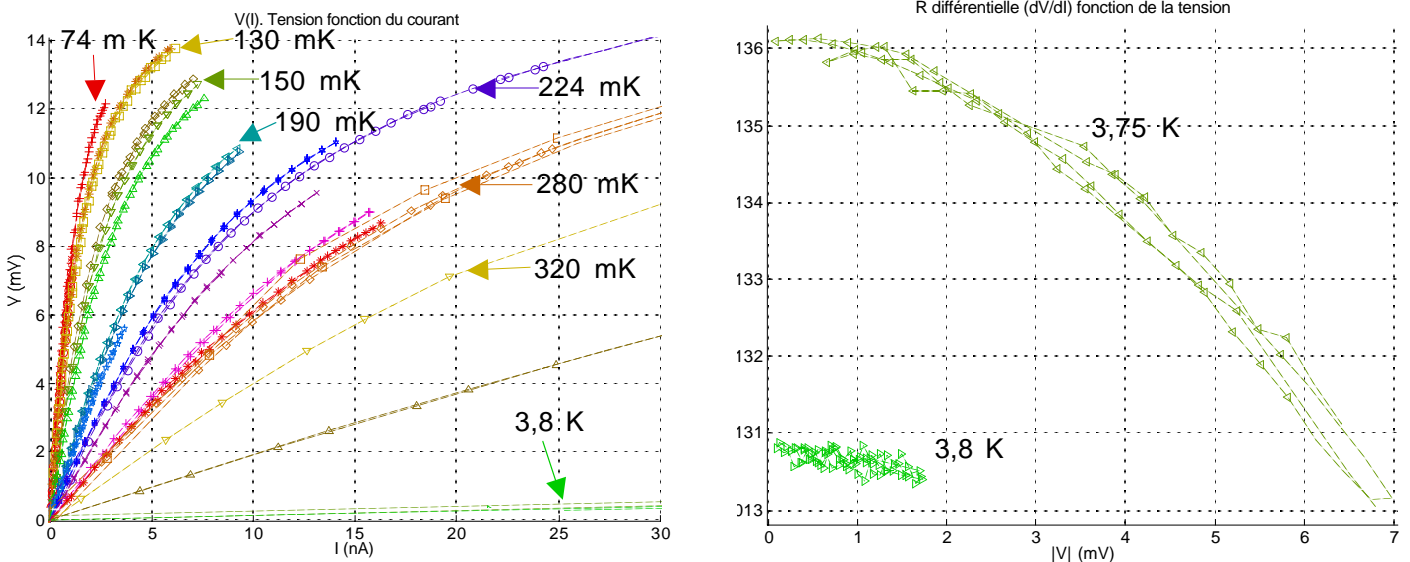 V(I). Tension fonction du courant
14
12
10
8
6
4
2
0
V (mV)
74 m K
130 mK
150 mK
190 mK
224 mK
280 mK
320 mK
3,8 K
0
5
10
15
20
25
30
I (nA)
R différentielle (dV/dI) fonction de la tension
136
135
134
133
132
131
013
3,75 K
3,8 K
0
1
2
3
4
5
6
7
|V| (mV)